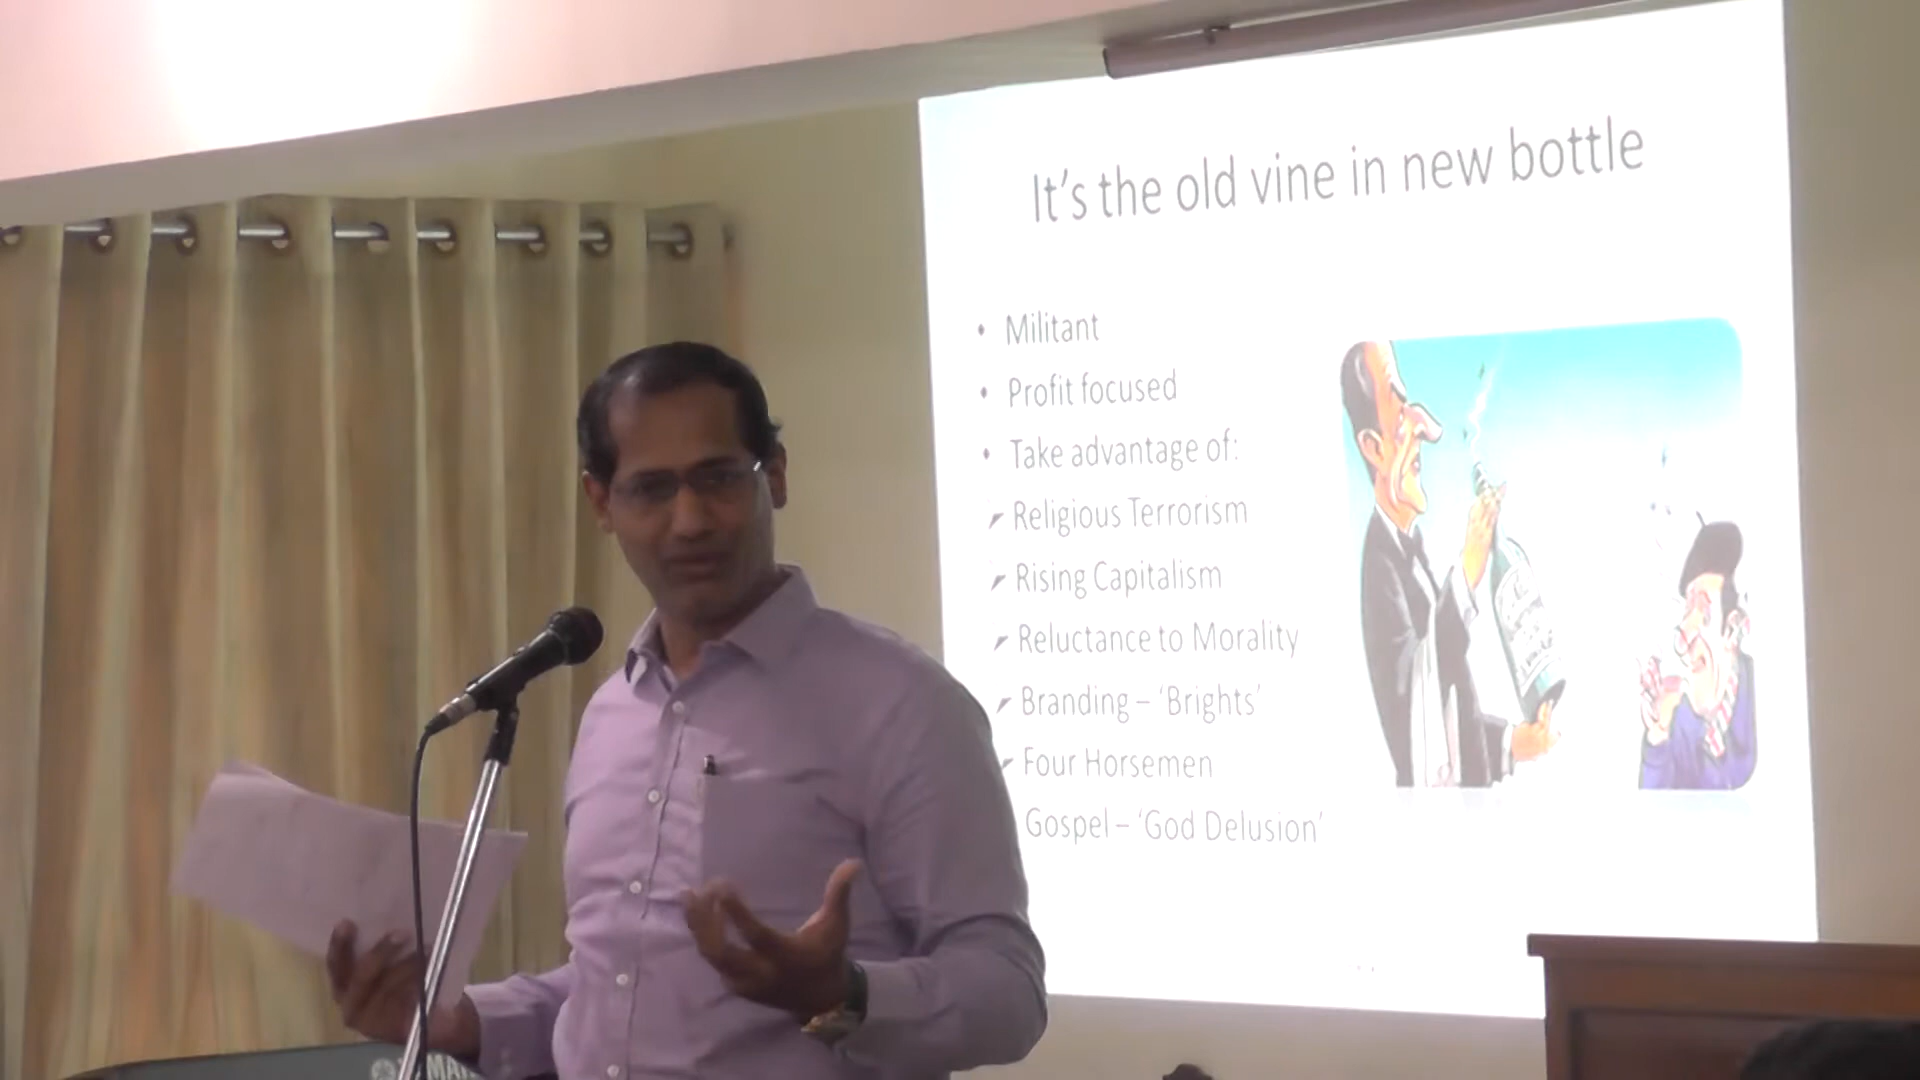 It's the old vine in new bottle
Militant
Profit focused
Take advantage of:
Religious Terrorism
Rising Capitalism
Reluctance to Morality
Branding – 'Brights'
Four Horsemen
Gospel – 'God Delusion'